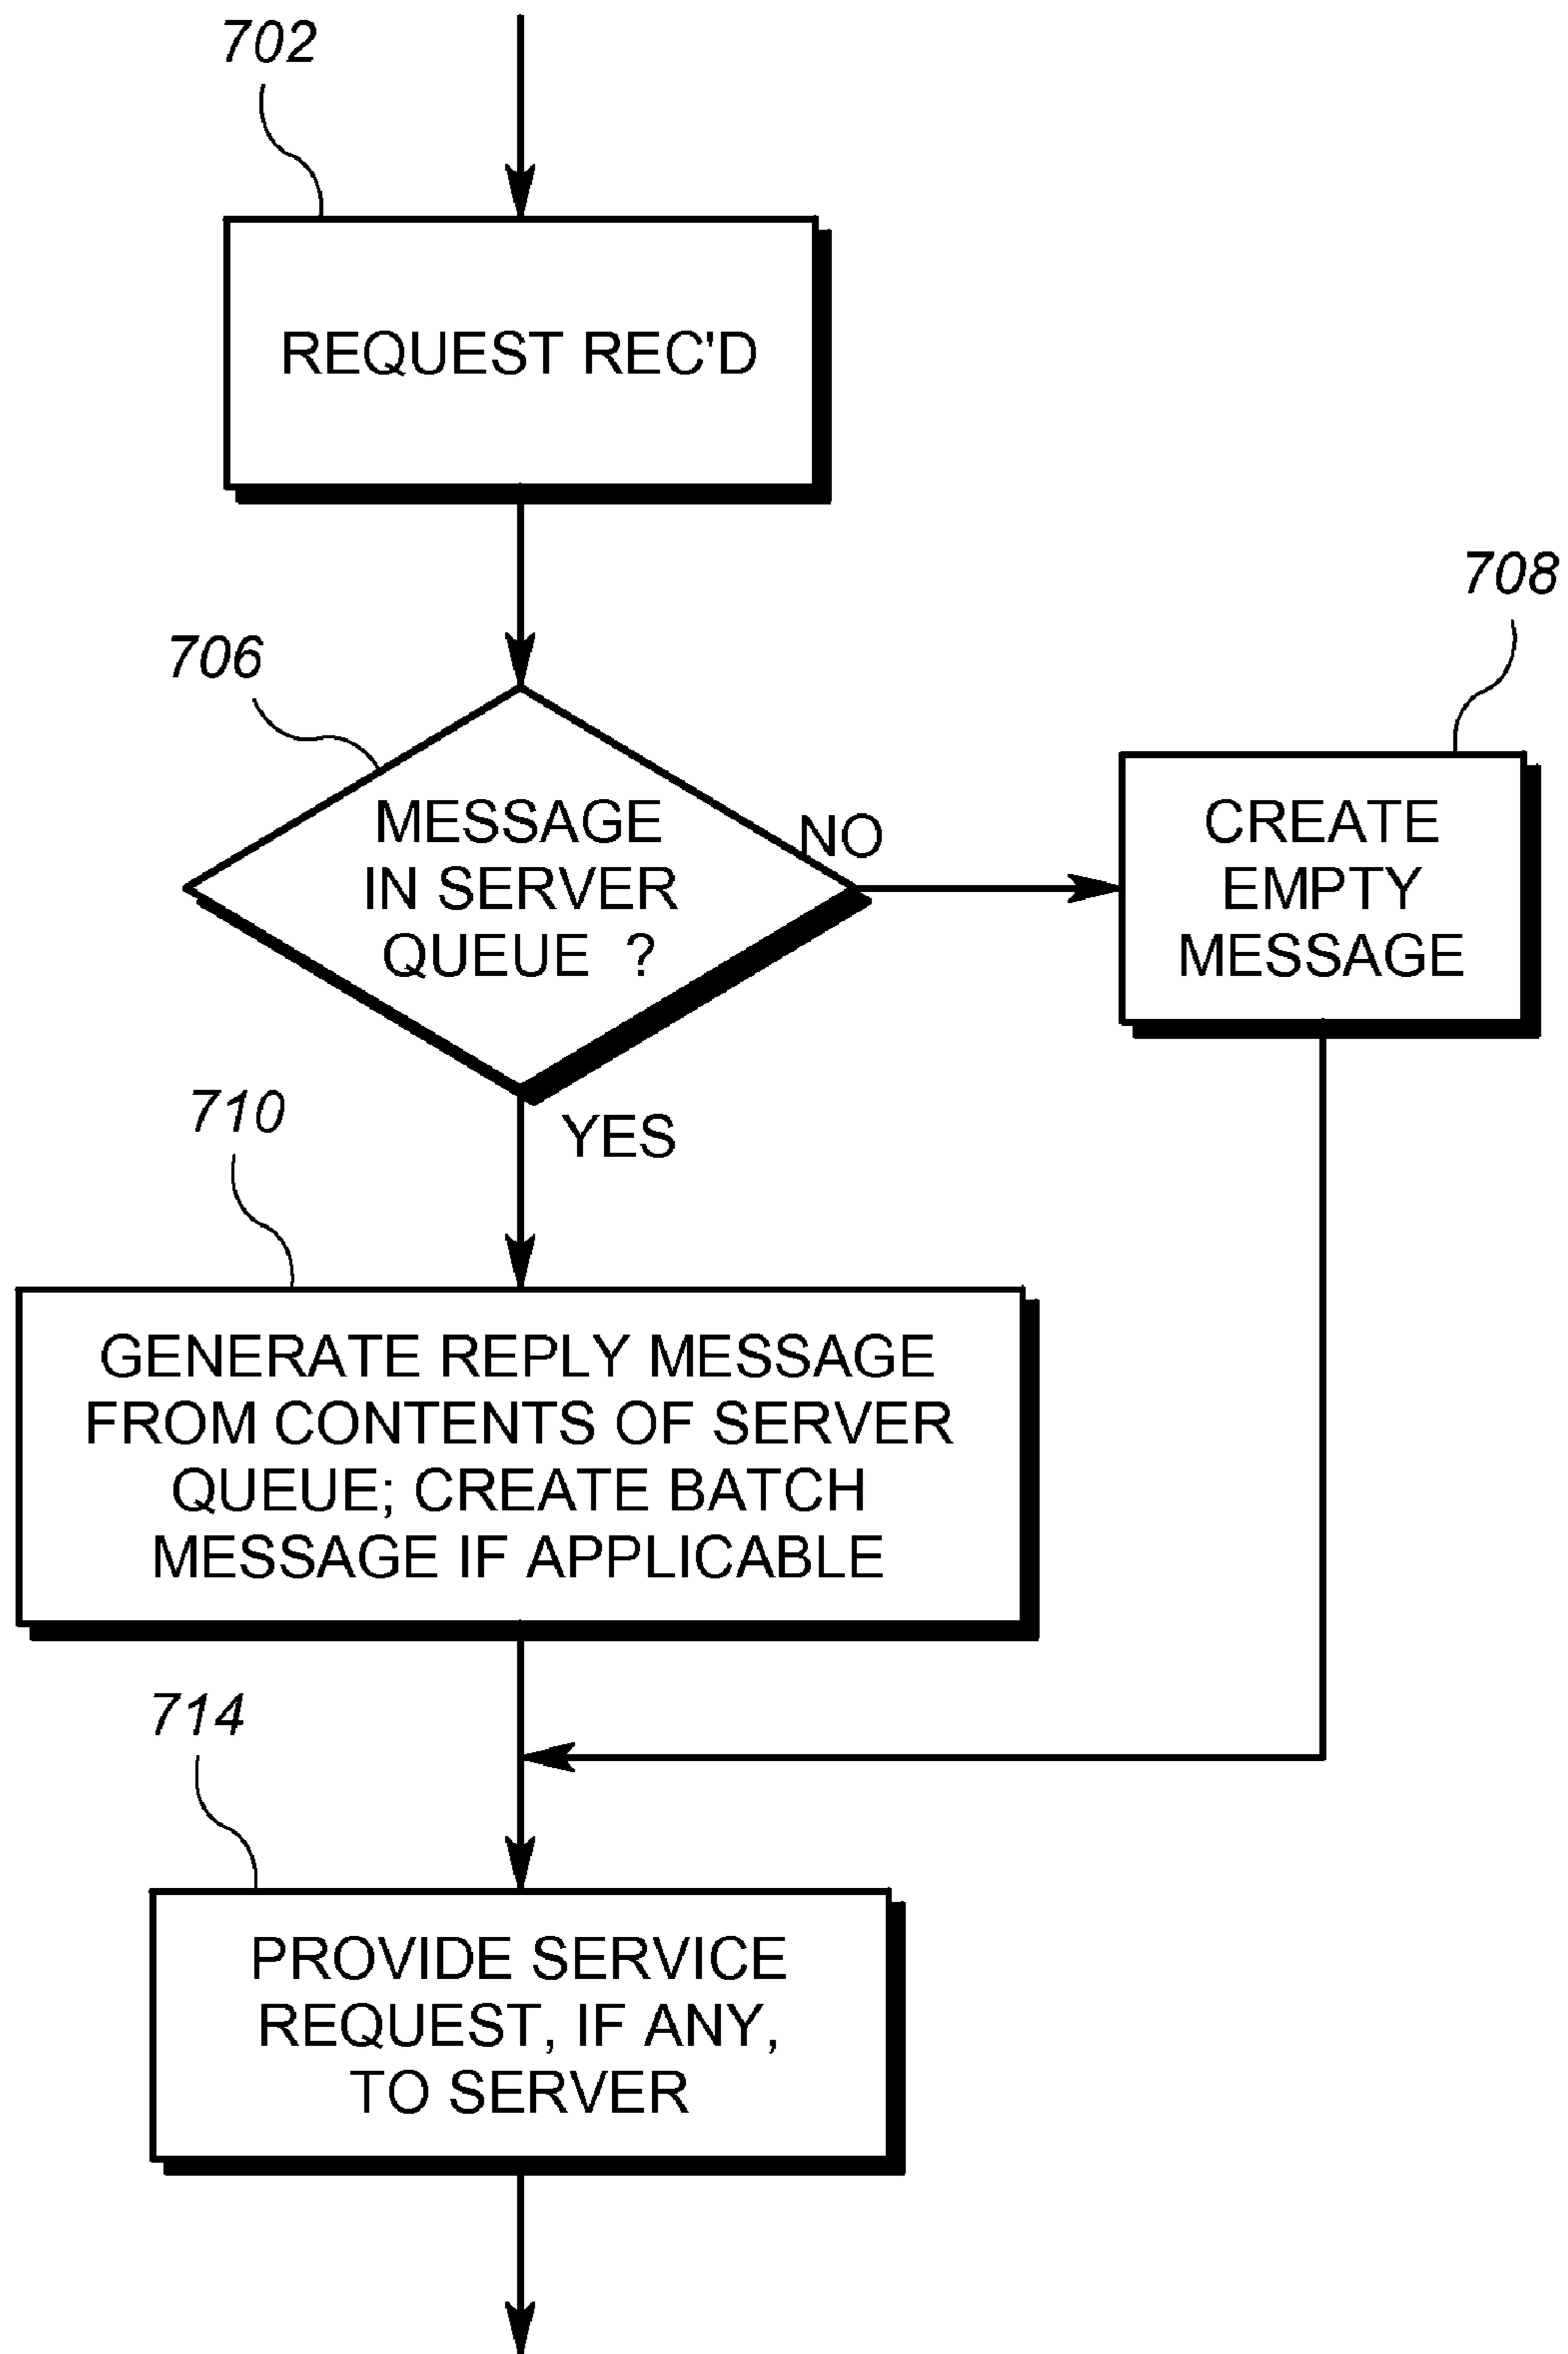 702
REQUEST REC'D
708
706
MESSAGE
IN SERVER
QUEUE ?
NO
CREATE
EMPTY
MESSAGE
710
YES
GENERATE REPLY MESSAGE
FROM CONTENTS OF SERVER
QUEUE; CREATE BATCH
MESSAGE IF APPLICABLE
714
PROVIDE SERVICE
REQUEST, IF ANY,
TO SERVER